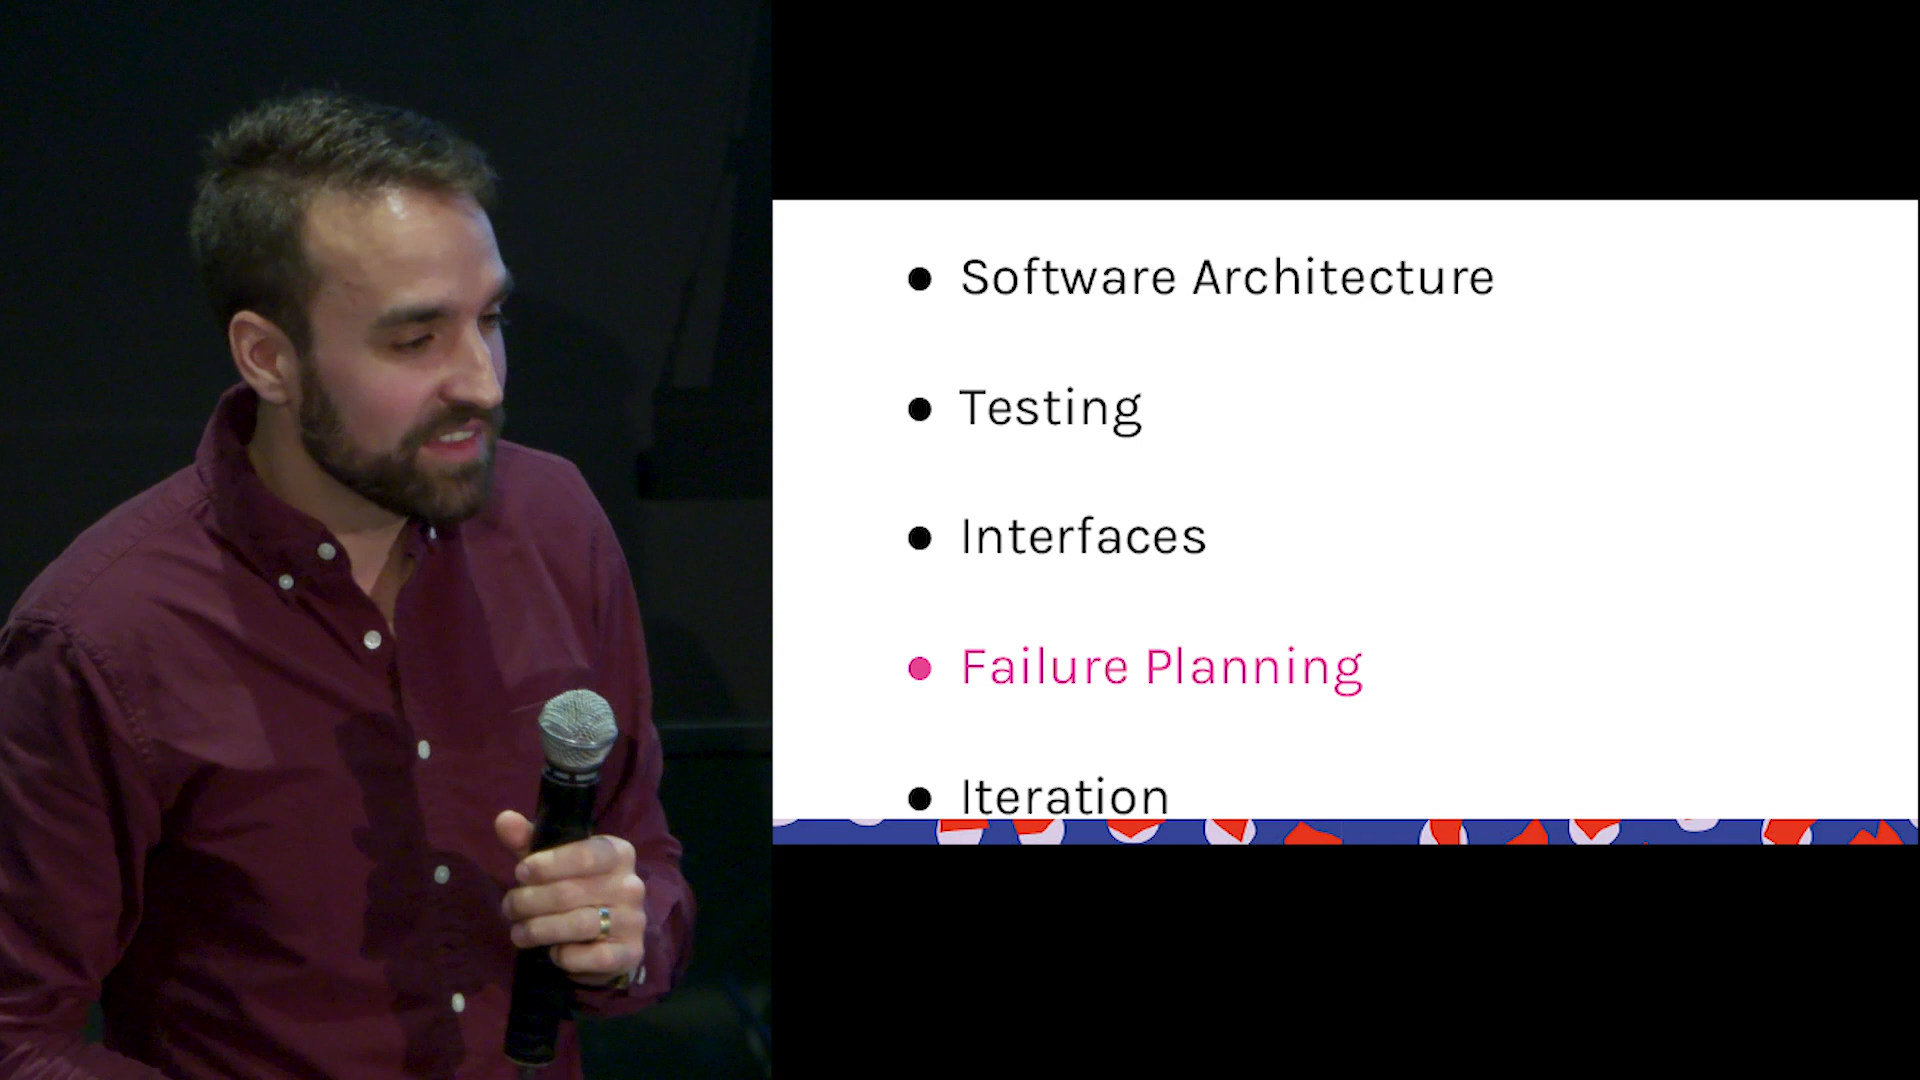 ● Software Architecture
● Testing
● Interfaces
● Failure Planning
● Iteration